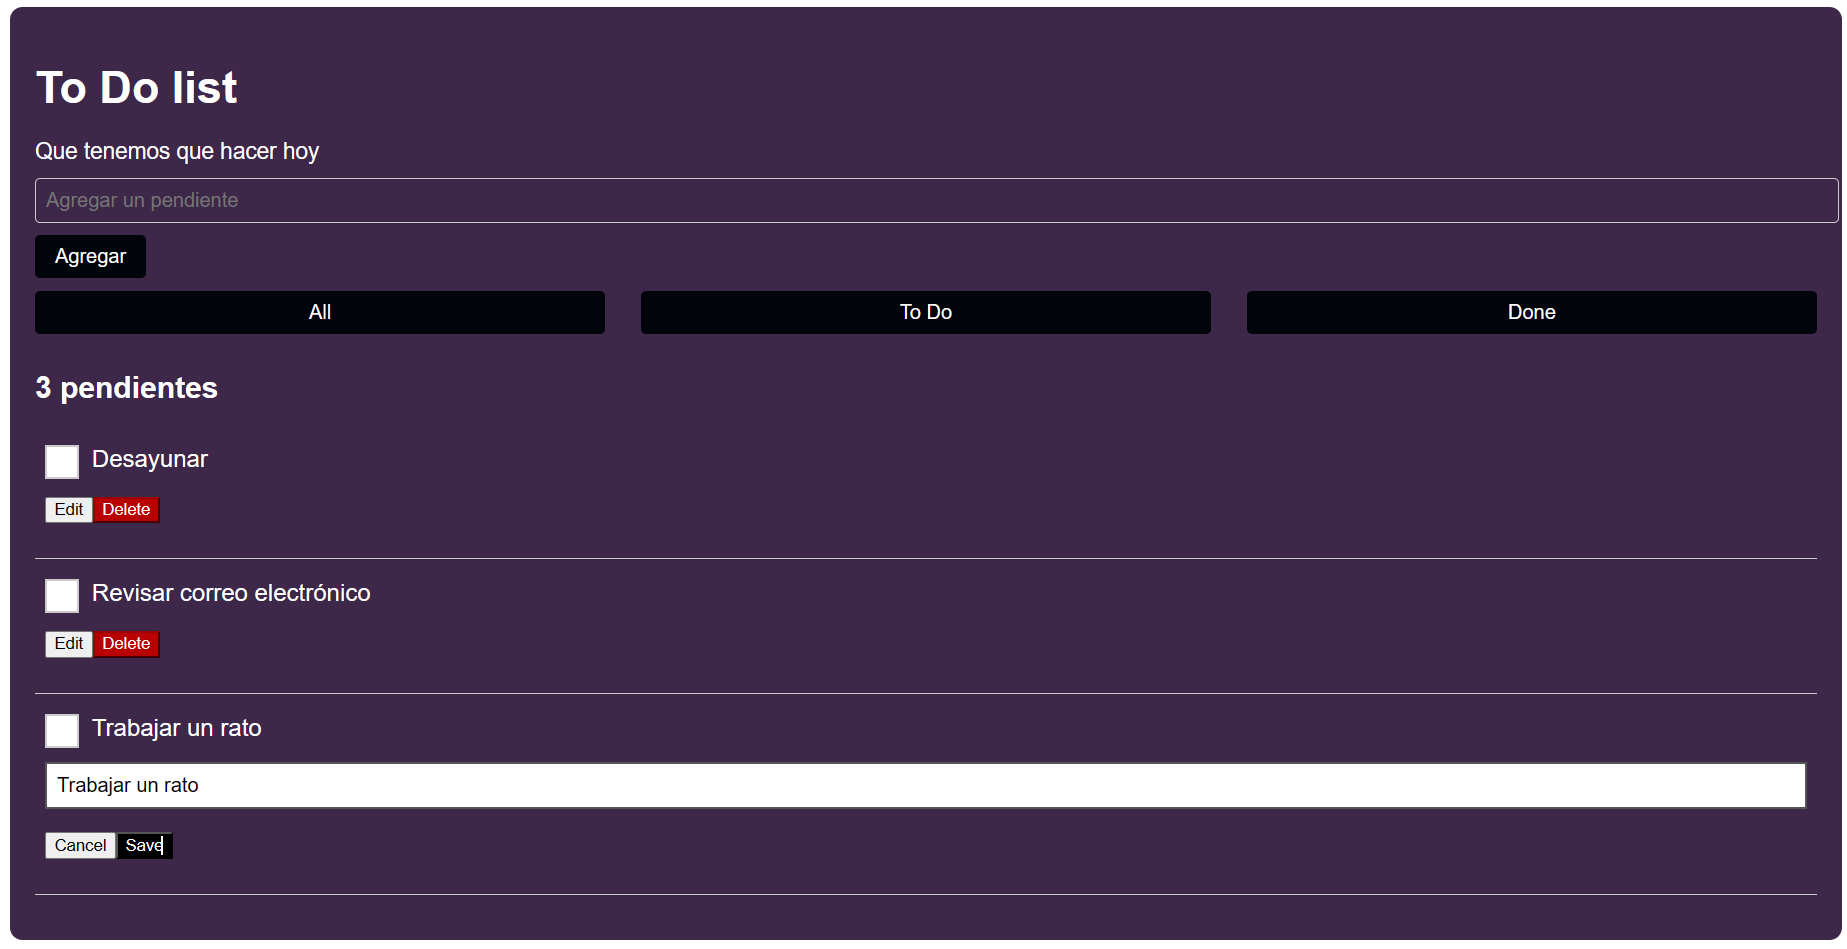 To Do list
Que tenemos que hacer hoy
Agregar un pendiente
Agregar
All To Do Done
3 pendientes
Desayunar
Edit Delete
Revisar correo electrónico
Edit Delete
Trabajar un rato
Trabajar un rato
Cancel Save